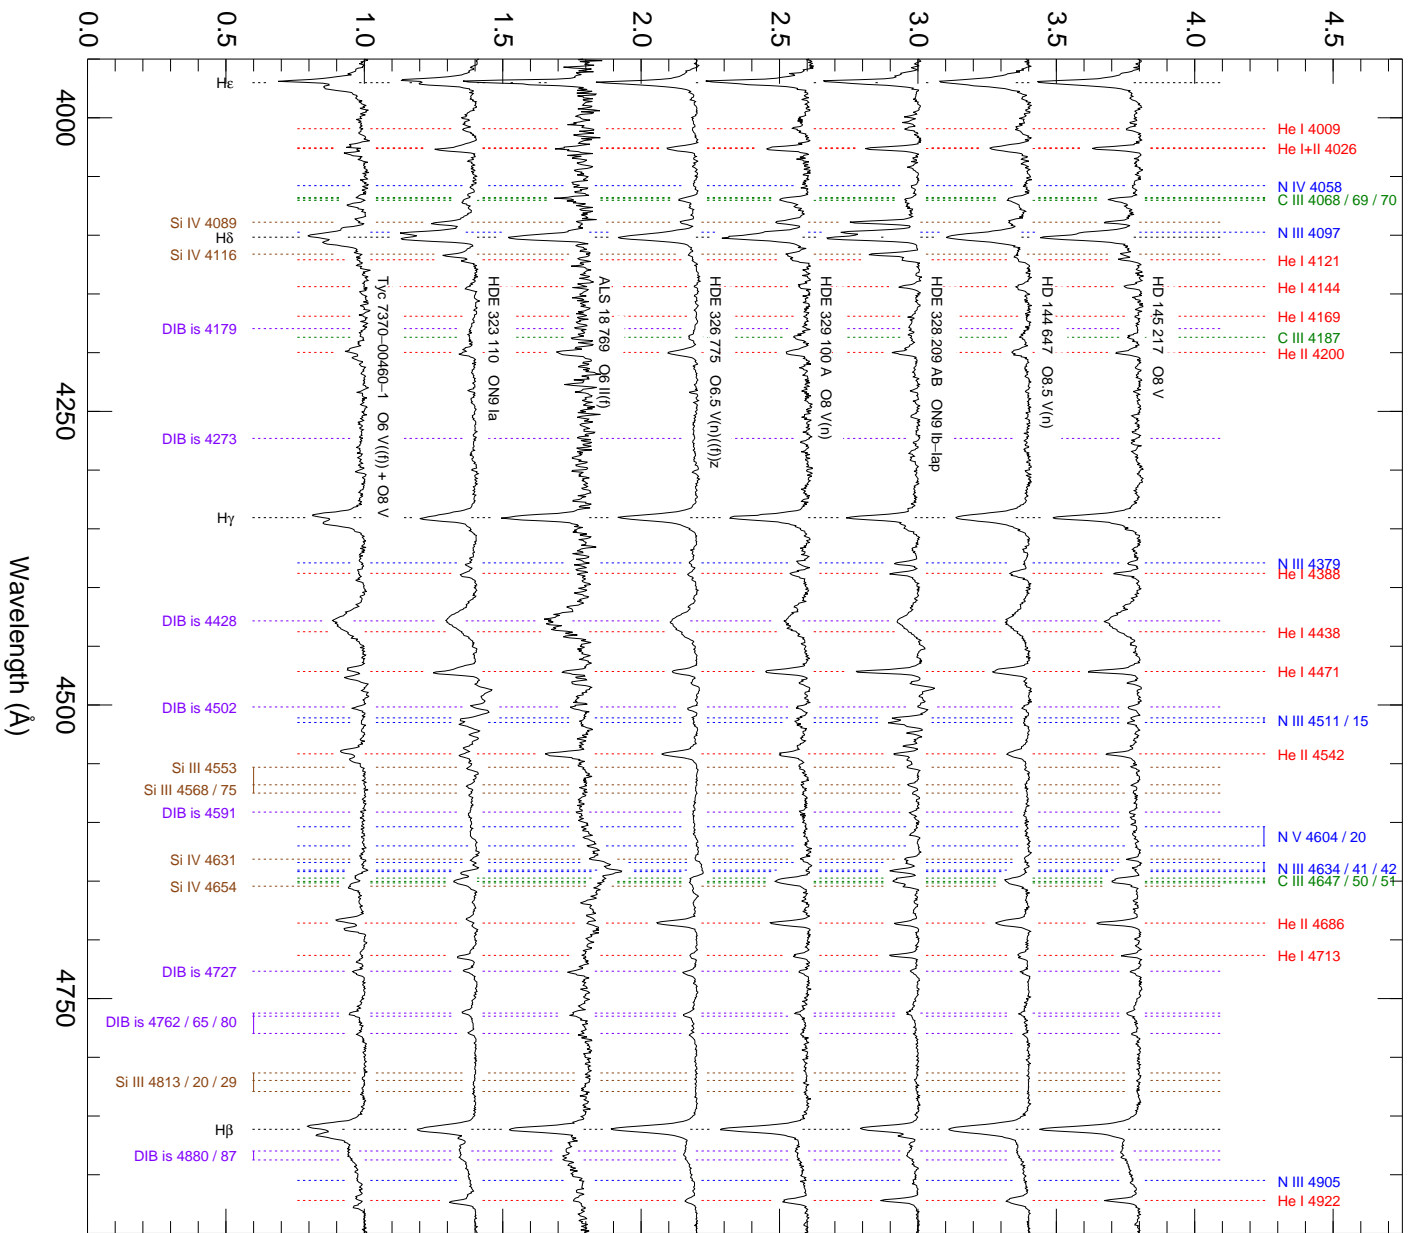 0.0
0.5
1.0
1.5
2.0
2.5
3.0
3.5
4.0
4.5
4000
4250
4500
4750
Wavelength (Å)
Hε
Si IV 4089
Hδ
Si IV 4116
DIB is 4179
DIB is 4273
Hγ
DIB is 4428
DIB is 4502
Si III 4553
Si III 4568 / 75
DIB is 4591
Si IV 4631
Si IV 4654
DIB is 4727
DIB is 4762 / 65 / 80
Si III 4813 / 20 / 29
Hβ
DIB is 4880 / 87
He I 4009
He I+II 4026
N IV 4058
C III 4068 / 69 / 70
N III 4097
He I 4121
He I 4144
He I 4169
C III 4187
He II 4200
N III 4379
He I 4388
He I 4438
He I 4471
N III 4511 / 15
He II 4542
N V 4604 / 20
N III 4634 / 41 / 42
C III 4647 / 50 / 51
He II 4686
He I 4713
N III 4905
He I 4922
HD 145 217 O8 V
HD 144 647 O8.5 V(n)
HDE 328 209 AB ON9 Ib−Iap
HDE 329 100 A O8 V(n)
HDE 326 775 O6.5 V(n)((f))z
ALS 18 769 O6 II(f)
HDE 323 110 ON9 Ia
Tyc 7370−00460−1 O6 V((f)) + O8 V